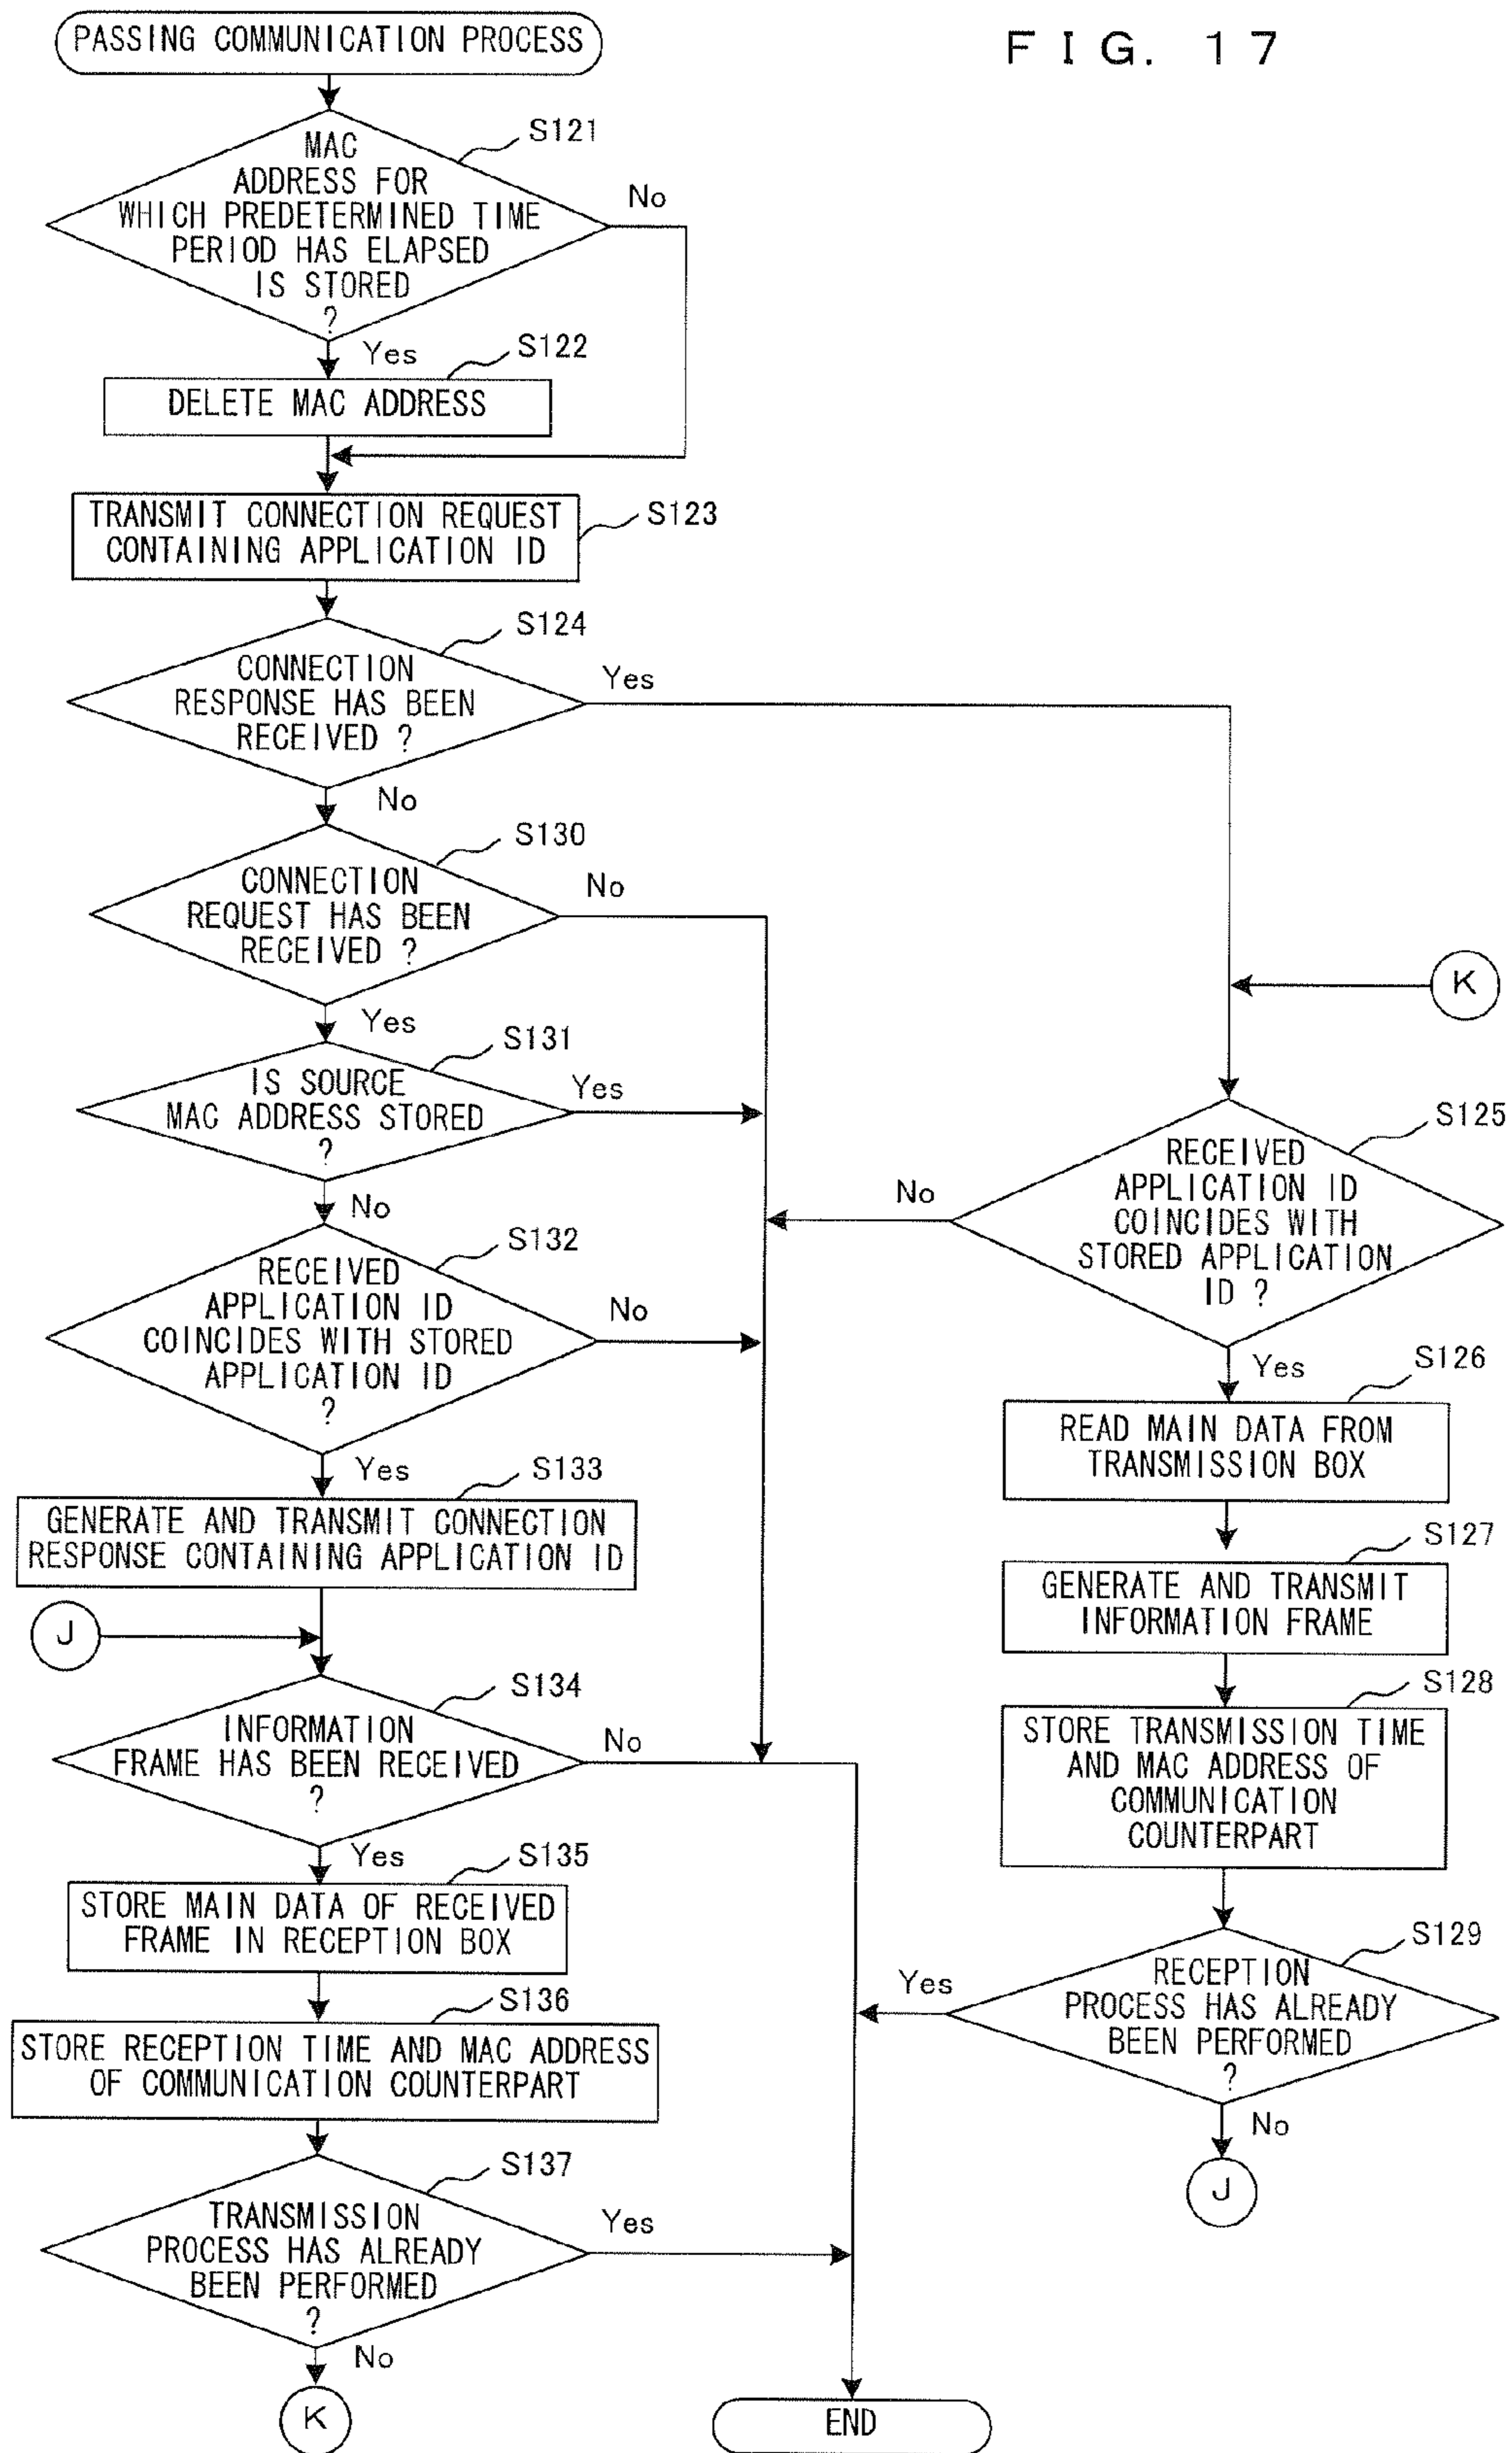 PASSING COMMUNICATION PROCESS
FIG. 17
S121
MAC
ADDRESS FOR
WHICH PREDETERMINED TIME
PERIOD HAS ELAPSED
IS STORED
?
No
Yes
S122
DELETE MAC ADDRESS
TRANSMIT CONNECTION REQUEST
CONTAINING APPLICATION ID
S123
S124
CONNECTION
RESPONSE HAS BEEN
RECEIVED ?
Yes
No
S130
CONNECTION
REQUEST HAS BEEN
RECEIVED ?
No
Yes
S131
IS SOURCE
MAC ADDRESS STORED
?
Yes
No
S132
RECEIVED
APPLICATION ID
COINCIDES WITH STORED
APPLICATION ID
?
No
Yes
S133
GENERATE AND TRANSMIT CONNECTION
RESPONSE CONTAINING APPLICATION ID
J
S134
INFORMATION
FRAME HAS BEEN RECEIVED
?
No
Yes
S135
STORE MAIN DATA OF RECEIVED
FRAME IN RECEPTION BOX
S136
STORE RECEPTION TIME AND MAC ADDRESS
OF COMMUNICATION COUNTERPART
S137
TRANSMISSION
PROCESS HAS ALREADY
BEEN PERFORMED
?
Yes
No
K
K
S125
RECEIVED
APPLICATION ID
COINCIDES WITH
STORED APPLICATION
ID ?
No
Yes
S126
READ MAIN DATA FROM
TRANSMISSION BOX
S127
GENERATE AND TRANSMIT
INFORMATION FRAME
S128
STORE TRANSMISSION TIME
AND MAC ADDRESS OF
COMMUNICATION
COUNTERPART
S129
RECEPTION
PROCESS HAS ALREADY
BEEN PERFORMED
?
Yes
No
J
END